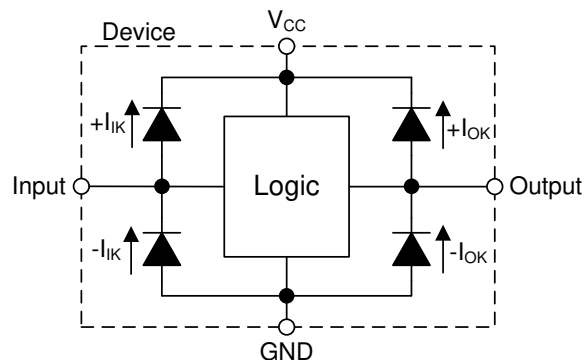 Device
VCC
+IIK
+IOK
Input
Logic
Output
-IIK
-IOK
GND